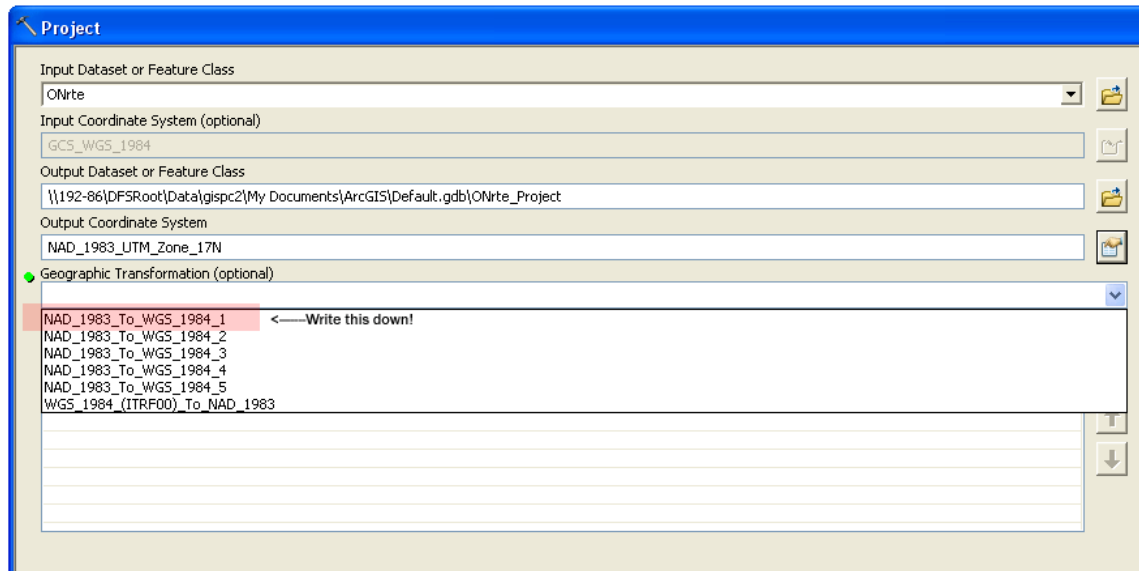 Project
Input Dataset or Feature Class
ONrte
Input Coordinate System (optional)
GCS_WGS_1984
Output Dataset or Feature Class
\\192-86\DFSRoot\Data\gispc2\My Documents\ArcGIS\Default.gdb\ONrte_Project
Output Coordinate System
NAD_1983_UTM_Zone_17N
Geographic Transformation (optional)
NAD_1983_To_WGS_1984_1 <-----Write this down!
NAD_1983_To_WGS_1984_2
NAD_1983_To_WGS_1984_3
NAD_1983_To_WGS_1984_4
NAD_1983_To_WGS_1984_5
WGS_1984_(ITRF00)_To_NAD_1983